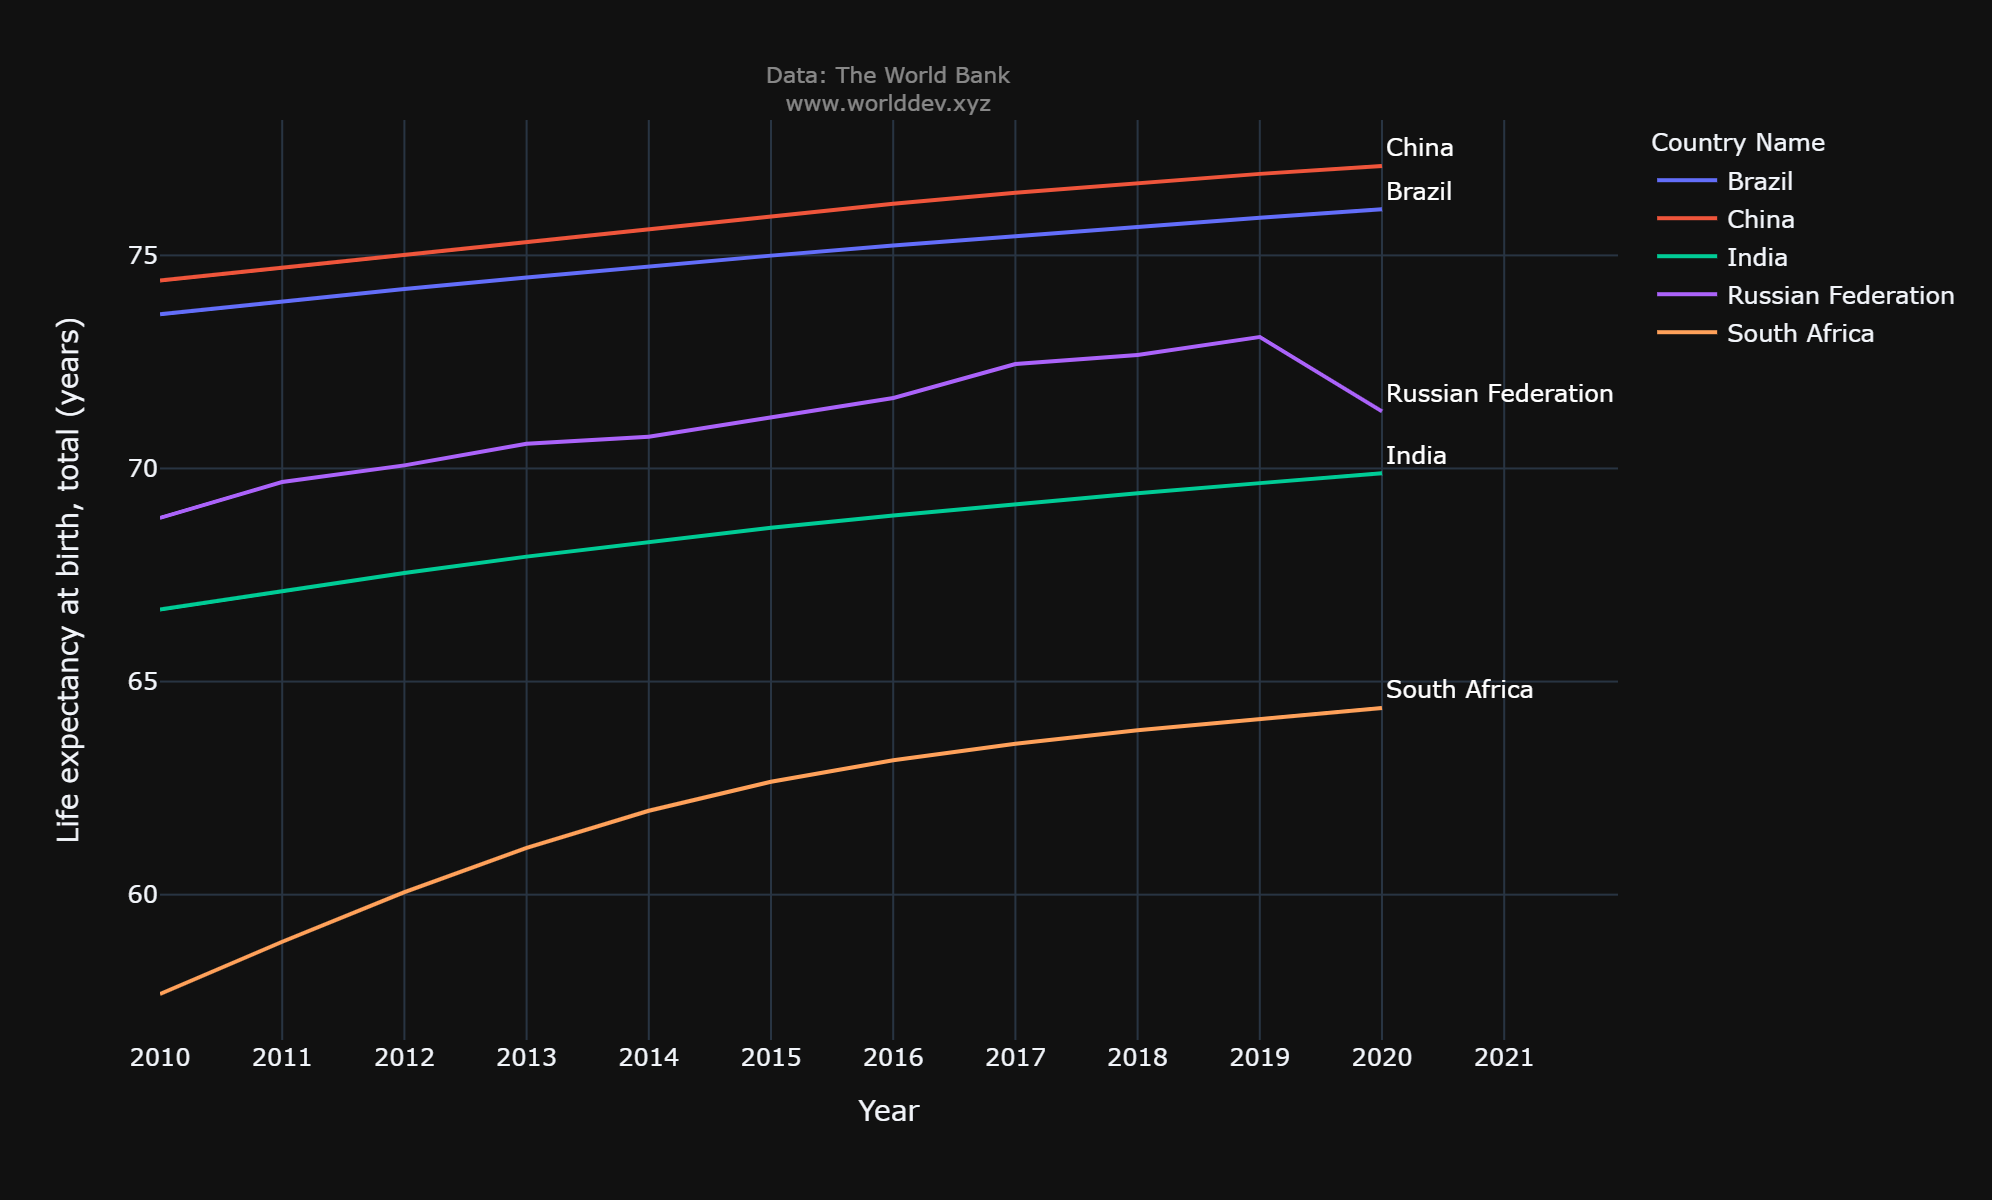 Data: The World Bank
www.worlddev.xyz
China
Brazil
Russian Federation
India
South Africa
Country Name
Brazil
China
India
Russian Federation
South Africa
Life expectancy at birth, total (years)
75
70
65
60
2010 2011 2012 2013 2014 2015 2016 2017 2018 2019 2020 2021
Year